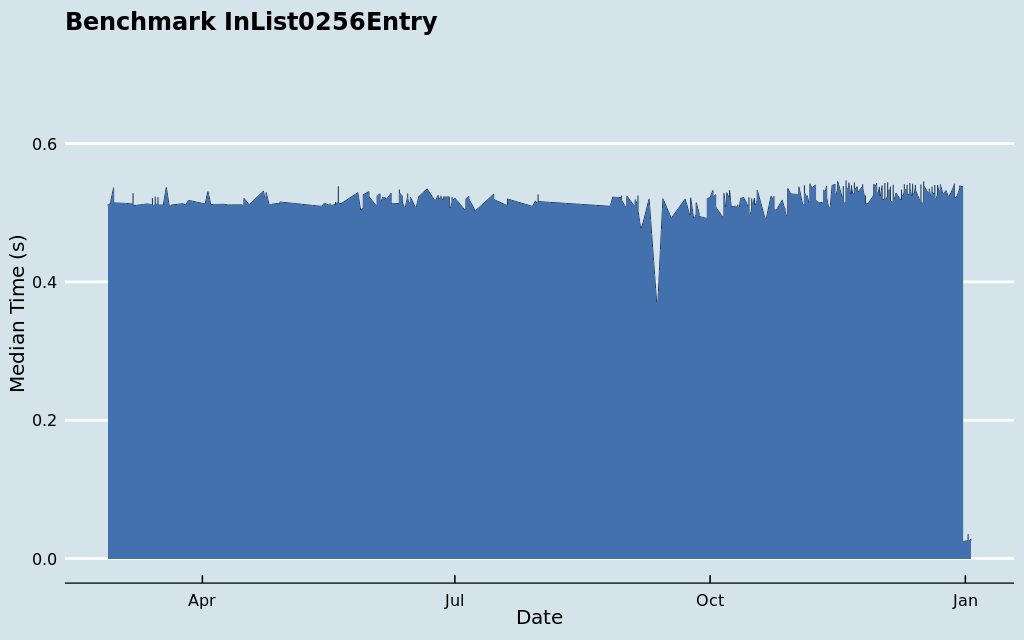 Benchmark InList0256Entry
0.6
0.4
0.2
0.0
Median Time (s)
Apr
Jul
Oct
Jan
Date